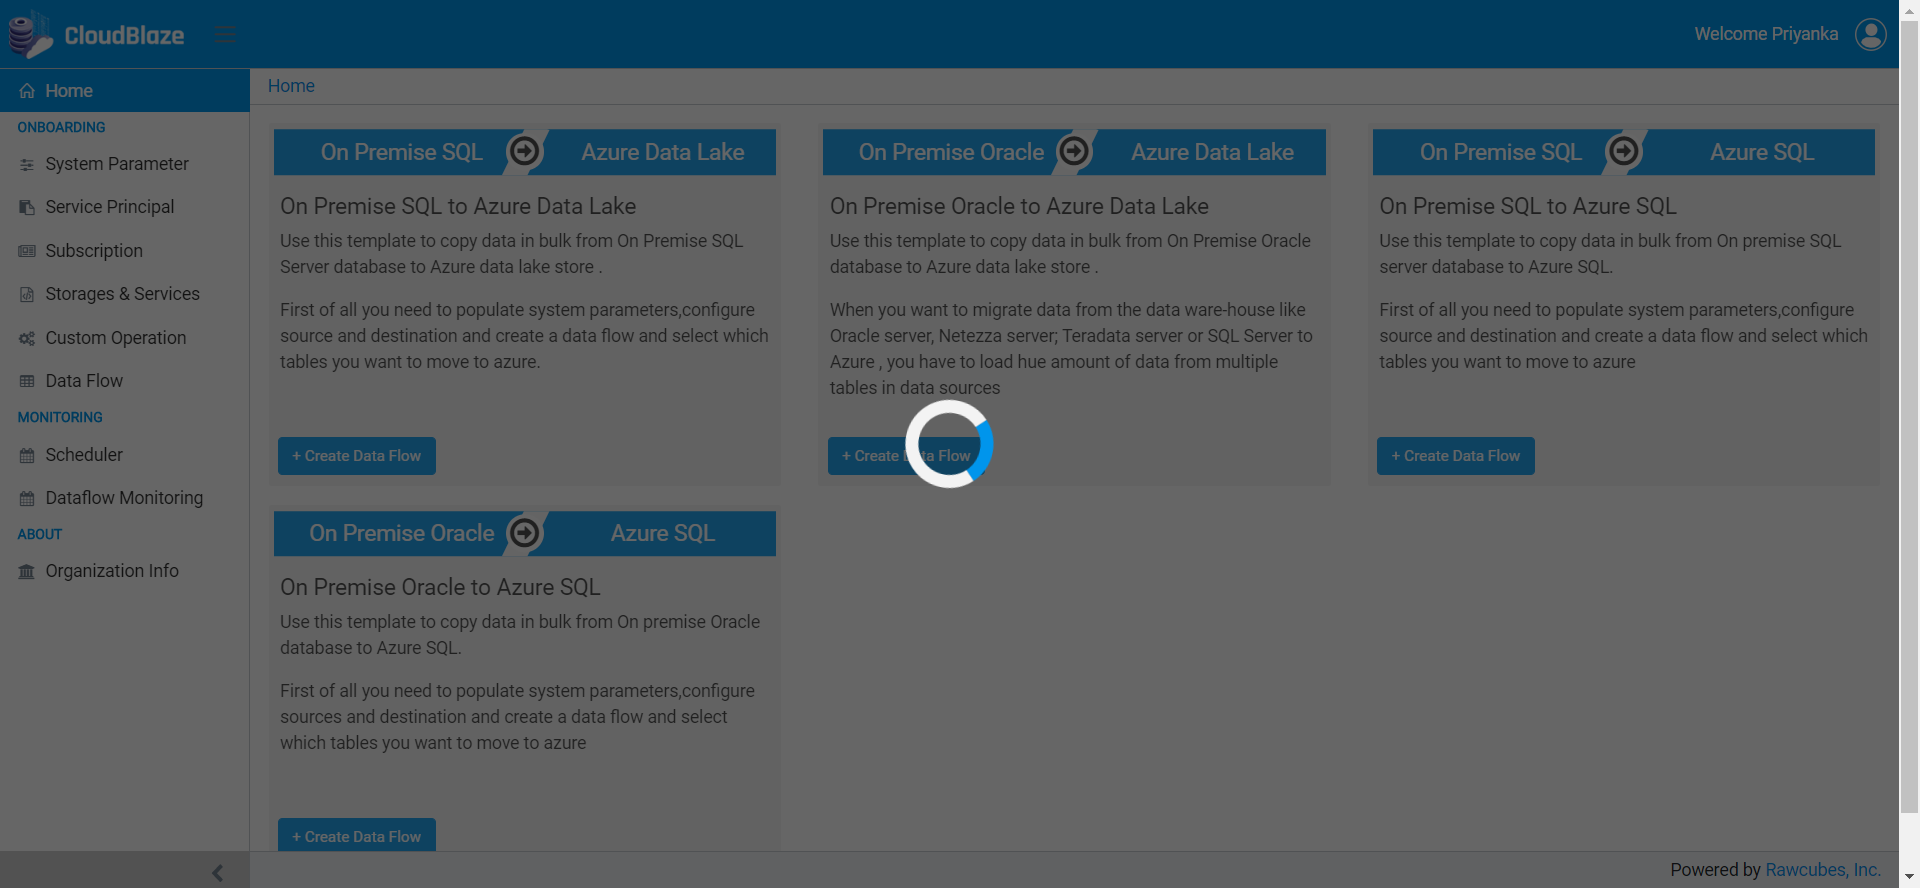 CloudBlaze
Welcome Priyanka
Home
ONBOARDING
System Parameter
Service Principal
Subscription
Storages & Services
Custom Operation
Data Flow
MONITORING
Scheduler
Dataflow Monitoring
ABOUT
Organization Info
Home
On Premise SQL Azure Data Lake
On Premise SQL to Azure Data Lake
Use this template to copy data in bulk from On Premise SQL
Server database to Azure data lake store .
First of all you need to populate system parameters,configure
source and destination and create a data flow and select which
tables you want to move to azure.
+ Create Data Flow
On Premise Oracle Azure Data Lake
On Premise Oracle to Azure Data Lake
Use this template to copy data in bulk from On Premise Oracle
database to Azure data lake store .
When you want to migrate data from the data ware-house like
Oracle server, Netezza server; Teradata server or SQL Server to
Azure , you have to load hue amount of data from multiple
tables in data sources
+ Create Data Flow
On Premise SQL Azure SQL
On Premise SQL to Azure SQL
Use this template to copy data in bulk from On premise SQL
server database to Azure SQL.
First of all you need to populate system parameters,configure
source and destination and create a data flow and select which
tables you want to move to azure
+ Create Data Flow
On Premise Oracle Azure SQL
On Premise Oracle to Azure SQL
Use this template to copy data in bulk from On premise Oracle
database to Azure SQL.
First of all you need to populate system parameters,configure
sources and destination and create a data flow and select
which tables you want to move to azure
+ Create Data Flow
Powered by Rawcubes, Inc.